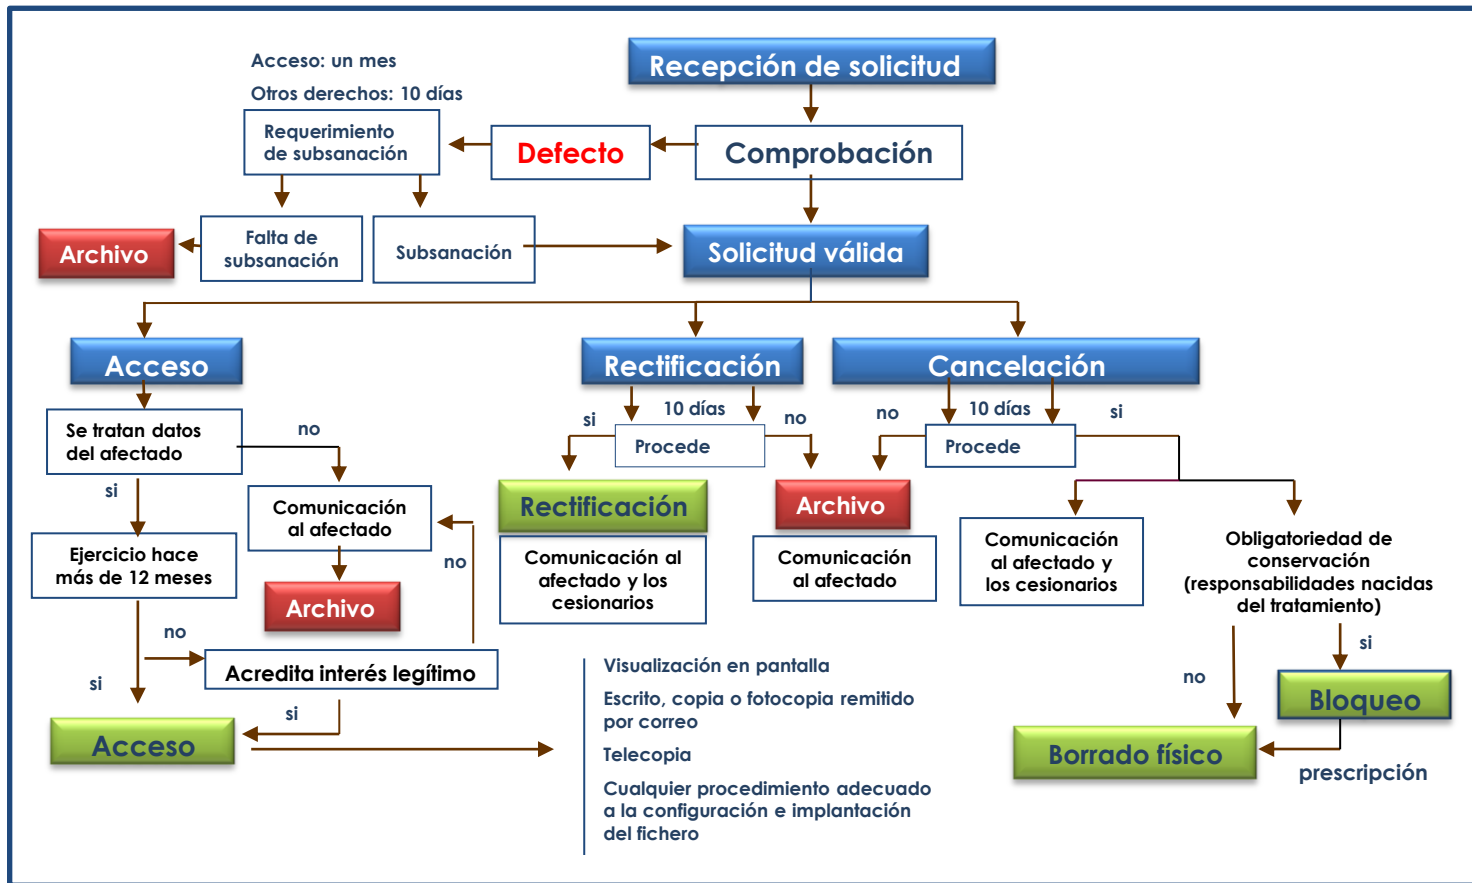 Acceso: un mes
Otros derechos: 10 días
Recepción de solicitud
Requerimiento
de subsanación
Defecto
Comprobación
Archivo
Falta de
subsanación
Subsanación
Solicitud válida
Acceso
Rectificación
Cancelación
Se tratan datos
del afectado
no
si
Comunicación
al afectado
Ejercicio hace
más de 12 meses
no
Archivo
no
Acredita interés legítimo
si
si
Acceso
si
10 días
no
Procede
Rectificación
Comunicación al
afectado y los
cesionarios
Archivo
Comunicación
al afectado
no
10 días
si
Procede
Comunicación
al afectado y
los cesionarios
Obligatoriedad de
conservación
(responsabilidades nacidas
del tratamiento)
no
si
Bloqueo
Borrado físico
prescripción
Visualización en pantalla
Escrito, copia o fotocopia remitido
por correo
Telecopia
Cualquier procedimiento adecuado
a la configuración e implantación
del fichero